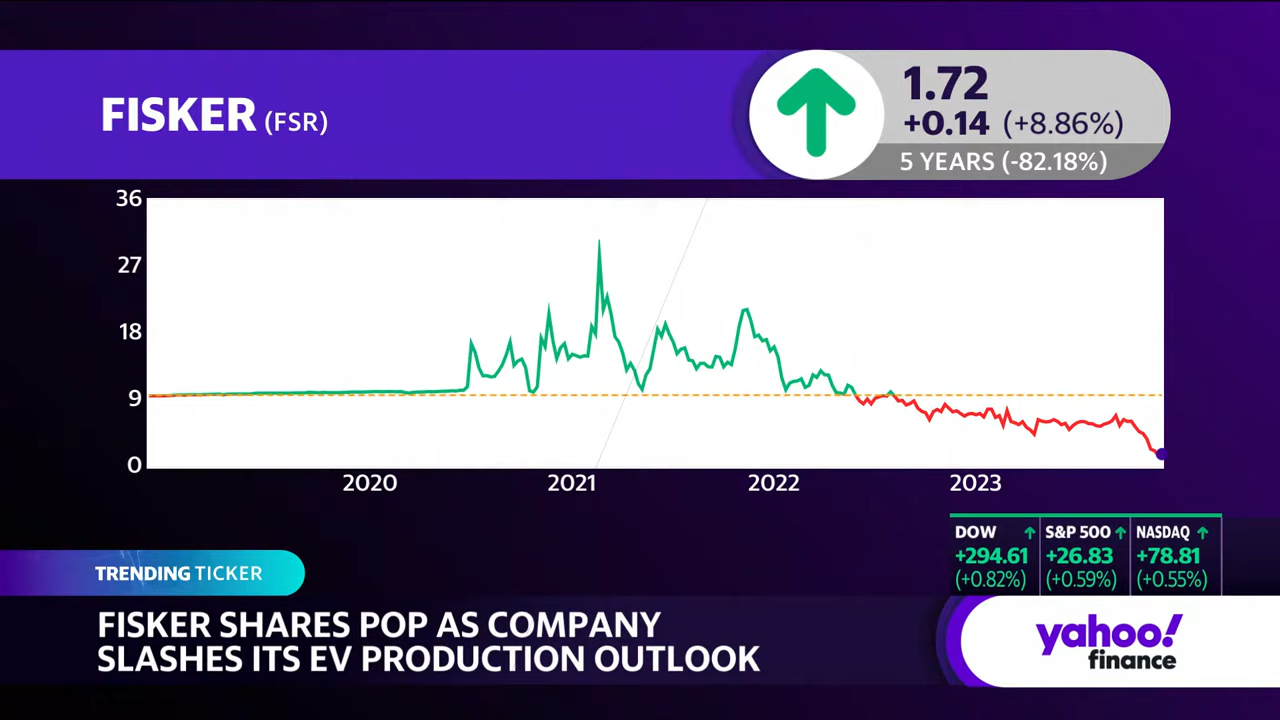 FISKER (FSR)
1.72
+0.14 (+8.86%)
5 YEARS (-82.18%)
36
27
18
9
0
2020 2021 2022 2023
DOW S&P 500 NASDAQ
+294.61 +26.83 +78.81
(+0.82%) (+0.59%) (+0.55%)
TRENDING TICKER
FISKER SHARES POP AS COMPANY
SLASHES ITS EV PRODUCTION OUTLOOK
yahoo!
finance